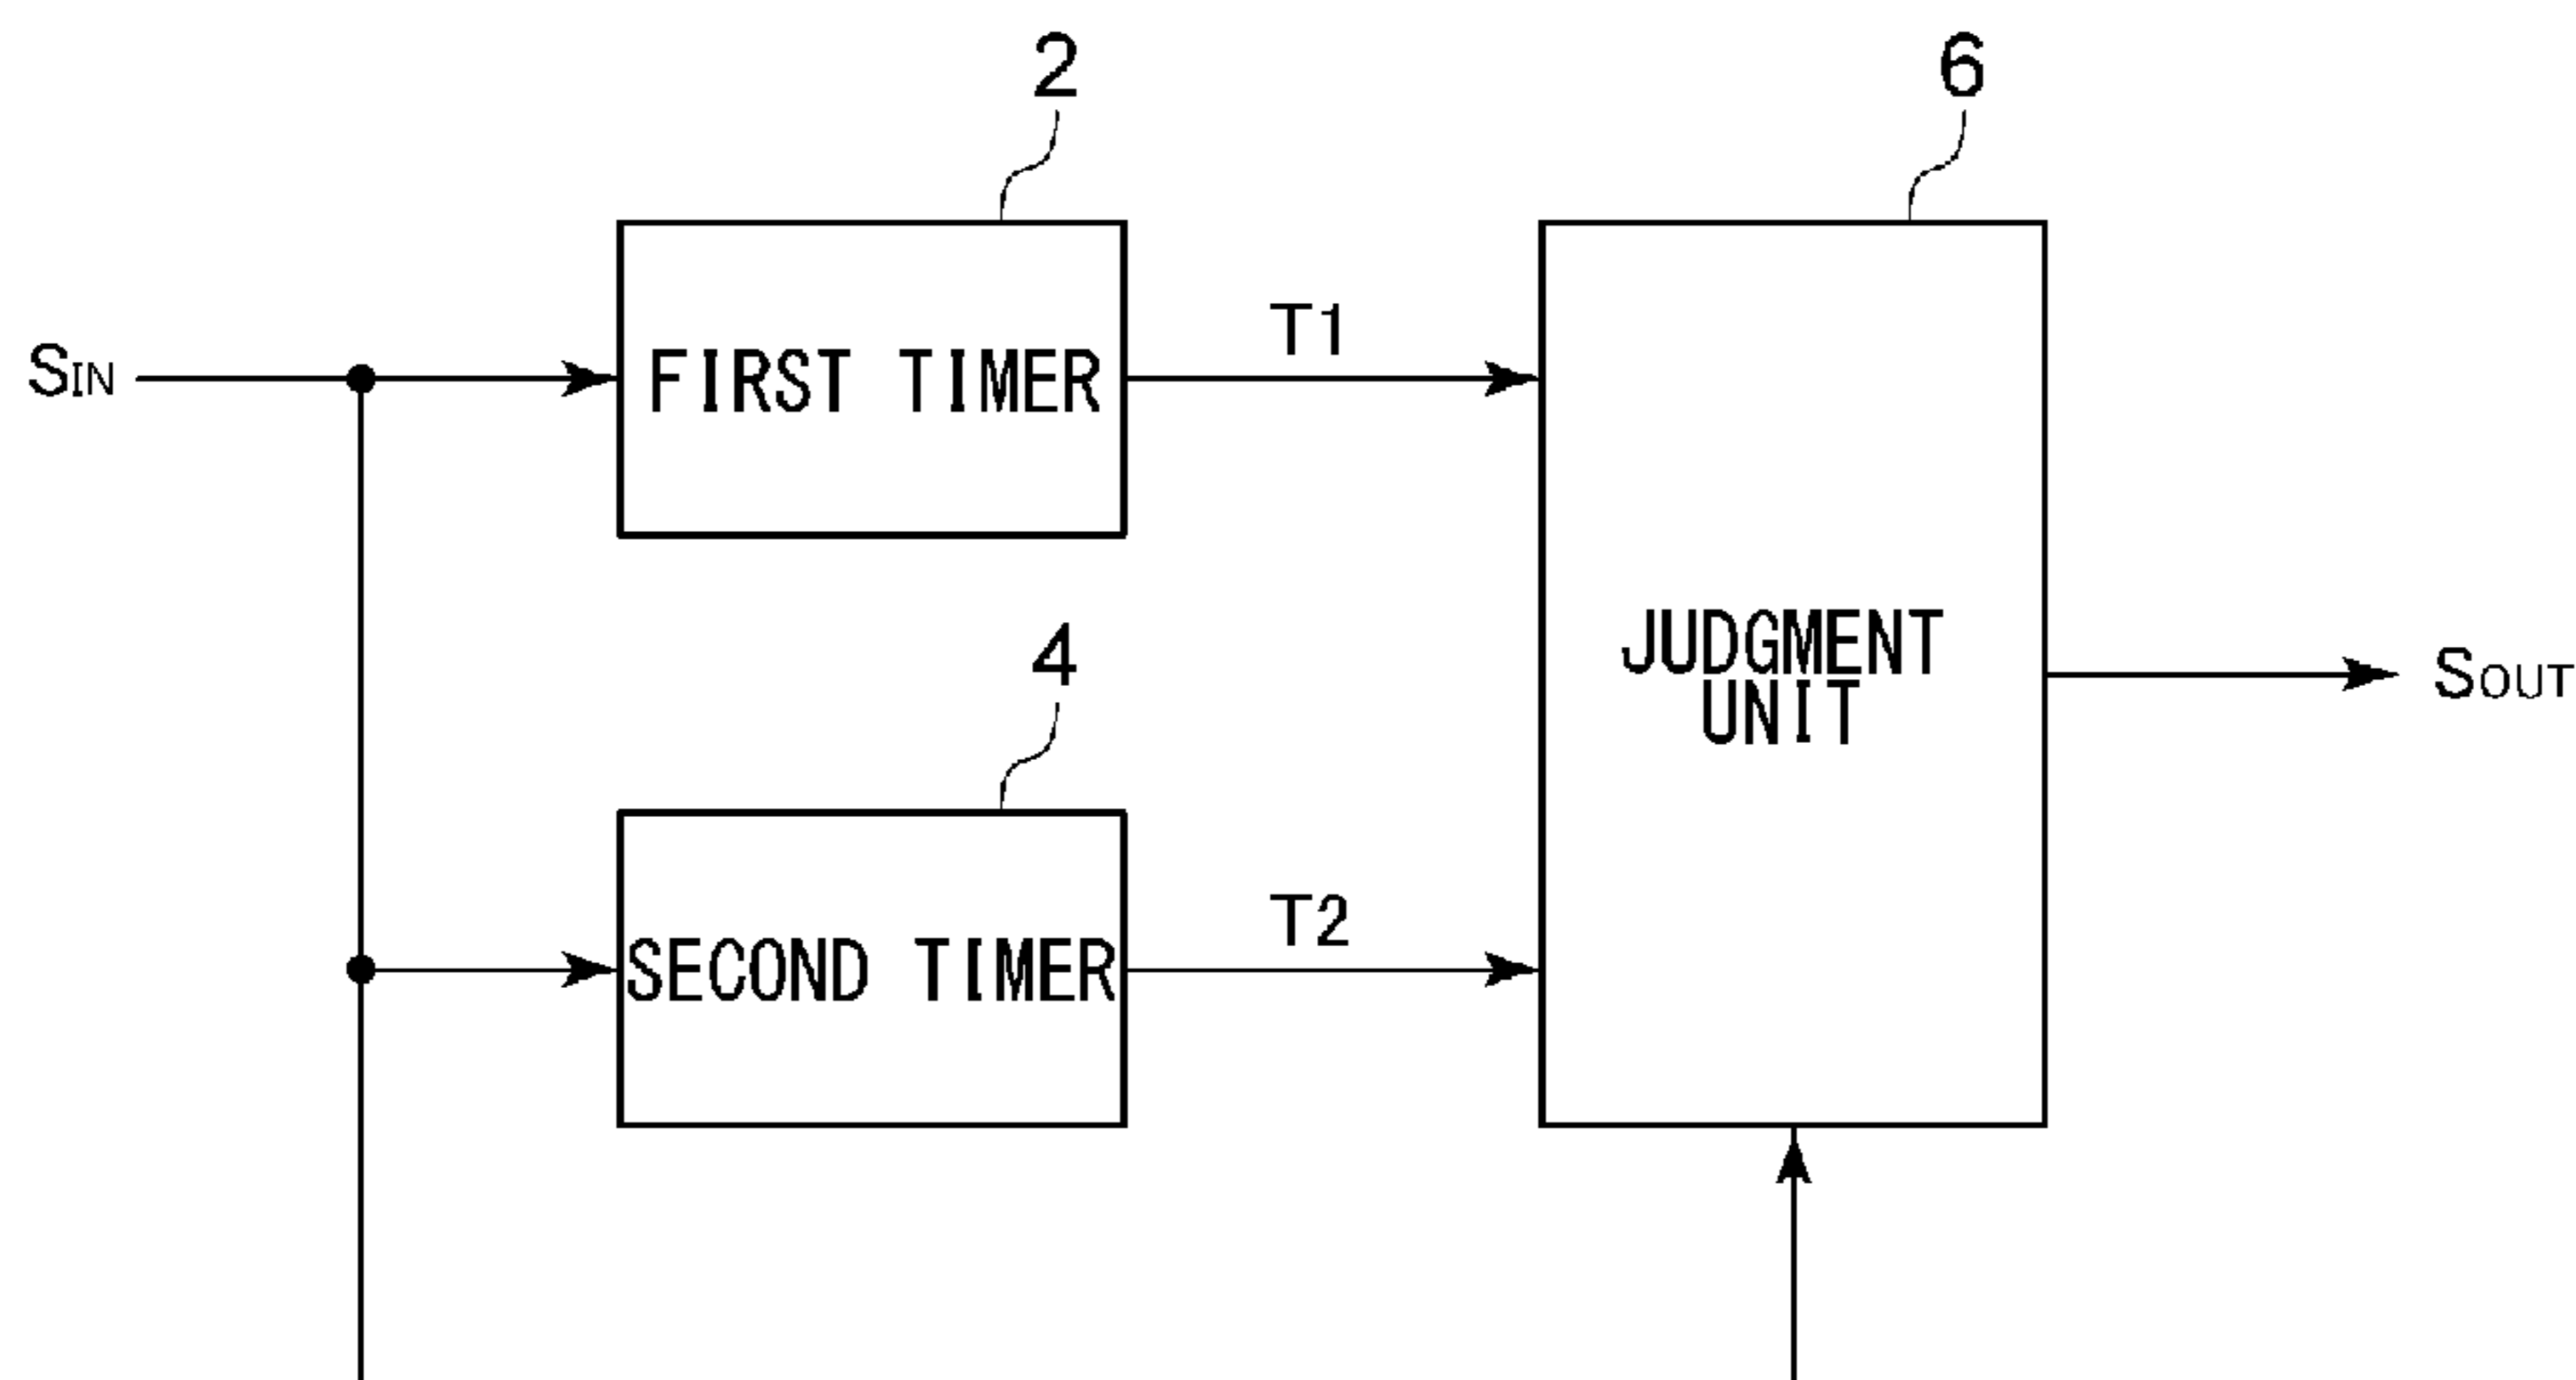 2
6
SIN
FIRST TIMER
T1
JUDGMENT
UNIT
SOUT
4
SECOND TIMER
T2